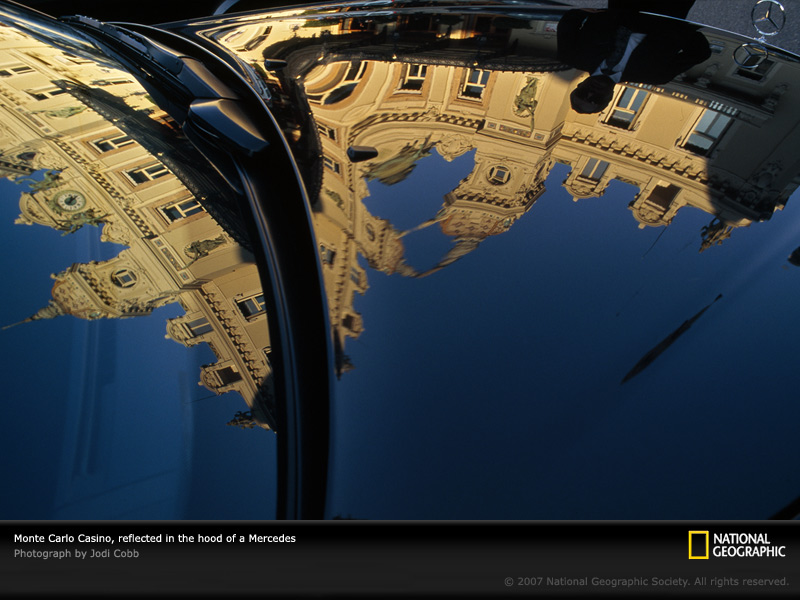 Monte Carlo Casino, reflected in the hood of a Mercedes
Photograph by Jodi Cobb
NATIONAL
GEOGRAPHIC
© 2007 National Geographic Society. All rights reserved.